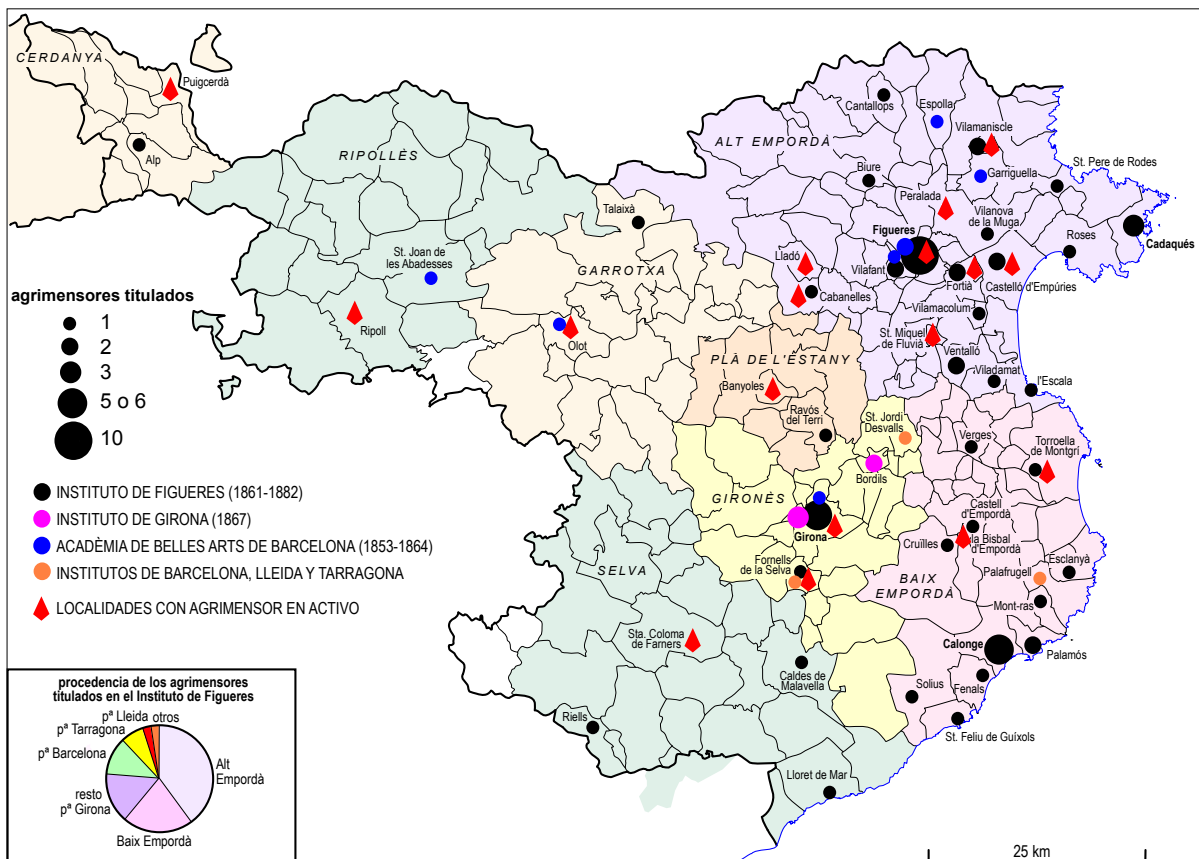 CERDANYA
Puigcerdà
Alp
RIPOLLÈS
St. Joan de
les Abadesses
Ripoll
Talaixà
GARROTXA
Olot
ALT EMPORDÀ
Cantallops
Espolla
Vilamaniscle
St. Pere de Rodes
Garriguella
Biure
Peralada
Vilanova
de la Muga
Figueres
Roses
Cadaqués
Lladó
Vilafant
Fortià
Castelló d'Empúries
Cabanelles
Vilamacolum
St. Miquel
de Fluvià
Ventalló
Viladamat
l'Escala
PLÀ DE L'ESTANY
Banyoles
Ravós
del Terri
St. Jordi
Desvalls
Bordils
Verges
Torroella
de Montgrí
GIRONÈS
Girona
Castell
d'Empordà
la Bisbal
d'Empordà
Cruïlles
Esclanyà
Palafrugell
Mont-ras
BAIX
EMPORDÀ
Fornells
de la Selva
SELVA
Sta. Coloma
de Farners
Calonge
Palamós
Caldes de
Malavella
Solius
Fenals
St. Feliu de Guíxols
Riells
Lloret de Mar
agrimensores titulados
1
2
3
5 o 6
10
INSTITUTO DE FIGUERES (1861-1882)
INSTITUTO DE GIRONA (1867)
ACADÈMIA DE BELLES ARTS DE BARCELONA (1853-1864)
INSTITUTOS DE BARCELONA, LLEIDA Y TARRAGONA
LOCALIDADES CON AGRIMENSOR EN ACTIVO
procedencia de los agrimensores
titulados en el Instituto de Figueres
pª Lleida
otros
pª Tarragona
pª Barcelona
Alt
Empordà
resto
pª Girona
Baix Empordà
25 km